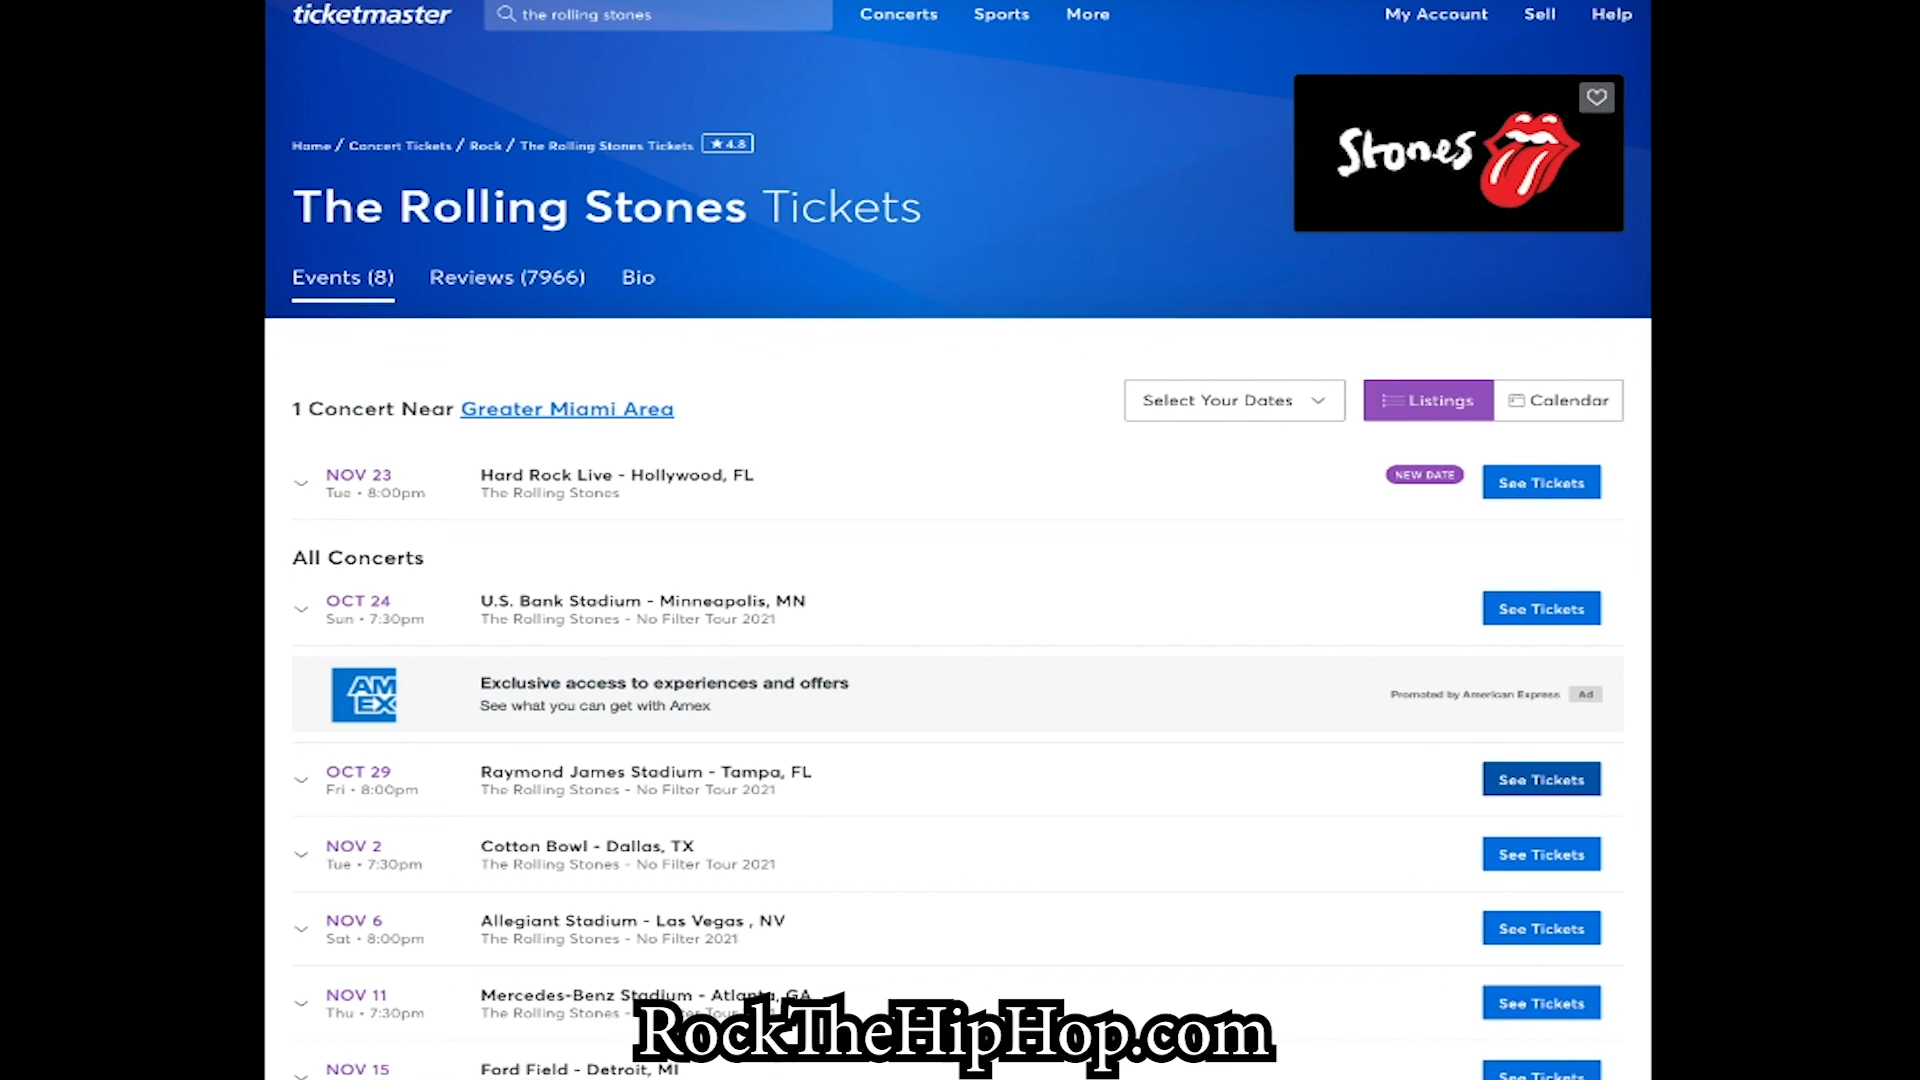 ticketmaster
the rolling stones
Concerts
Sports
More
My Account
Sell
Help
Stones
Home / Concert Tickets / Rock / The Rolling Stones Tickets
★ 4.8
The Rolling Stones Tickets
Events (8)
Reviews (7966)
Bio
1 Concert Near Greater Miami Area
Select Your Dates
Listings
Calendar
NOV 23
Tue • 8:00pm
Hard Rock Live - Hollywood, FL
The Rolling Stones
NEW DATE
See Tickets
All Concerts
OCT 24
Sun • 7:30pm
U.S. Bank Stadium - Minneapolis, MN
The Rolling Stones - No Filter Tour 2021
See Tickets
AM
EX
Exclusive access to experiences and offers
See what you can get with Amex
Promoted by American Express
Ad
OCT 29
Fri • 8:00pm
Raymond James Stadium - Tampa, FL
The Rolling Stones - No Filter Tour 2021
See Tickets
NOV 2
Tue • 7:30pm
Cotton Bowl - Dallas, TX
The Rolling Stones - No Filter Tour 2021
See Tickets
NOV 6
Sat • 8:00pm
Allegiant Stadium - Las Vegas , NV
The Rolling Stones - No Filter 2021
See Tickets
NOV 11
Thu • 7:30pm
Mercedes-Benz Stadium - Atlanta, GA
The Rolling Stones -
See Tickets
RockTheHipHop.com
NOV 15
Ford Field - Detroit, MI
See Tickets